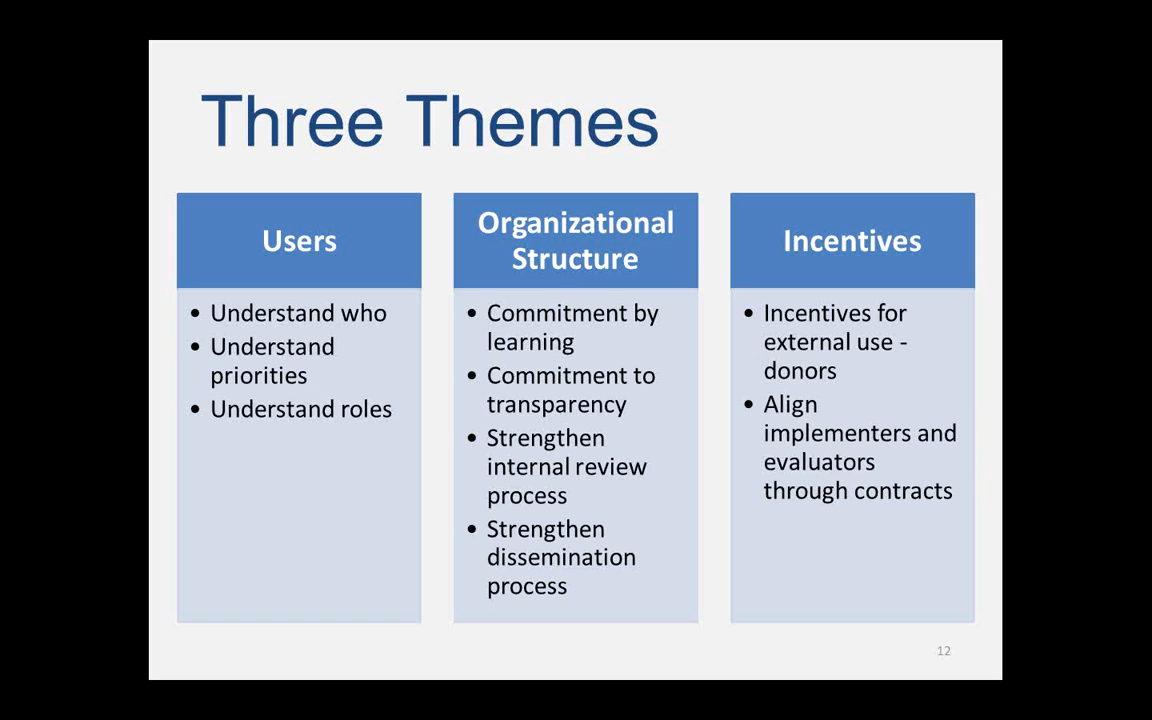 Three Themes
Users
• Understand who
• Understand
priorities
• Understand roles
Organizational
Structure
• Commitment by
learning
• Commitment to
transparency
• Strengthen
internal review
process
• Strengthen
dissemination
process
Incentives
• Incentives for
external use -
donors
• Align
implementers and
evaluators
through contracts
12